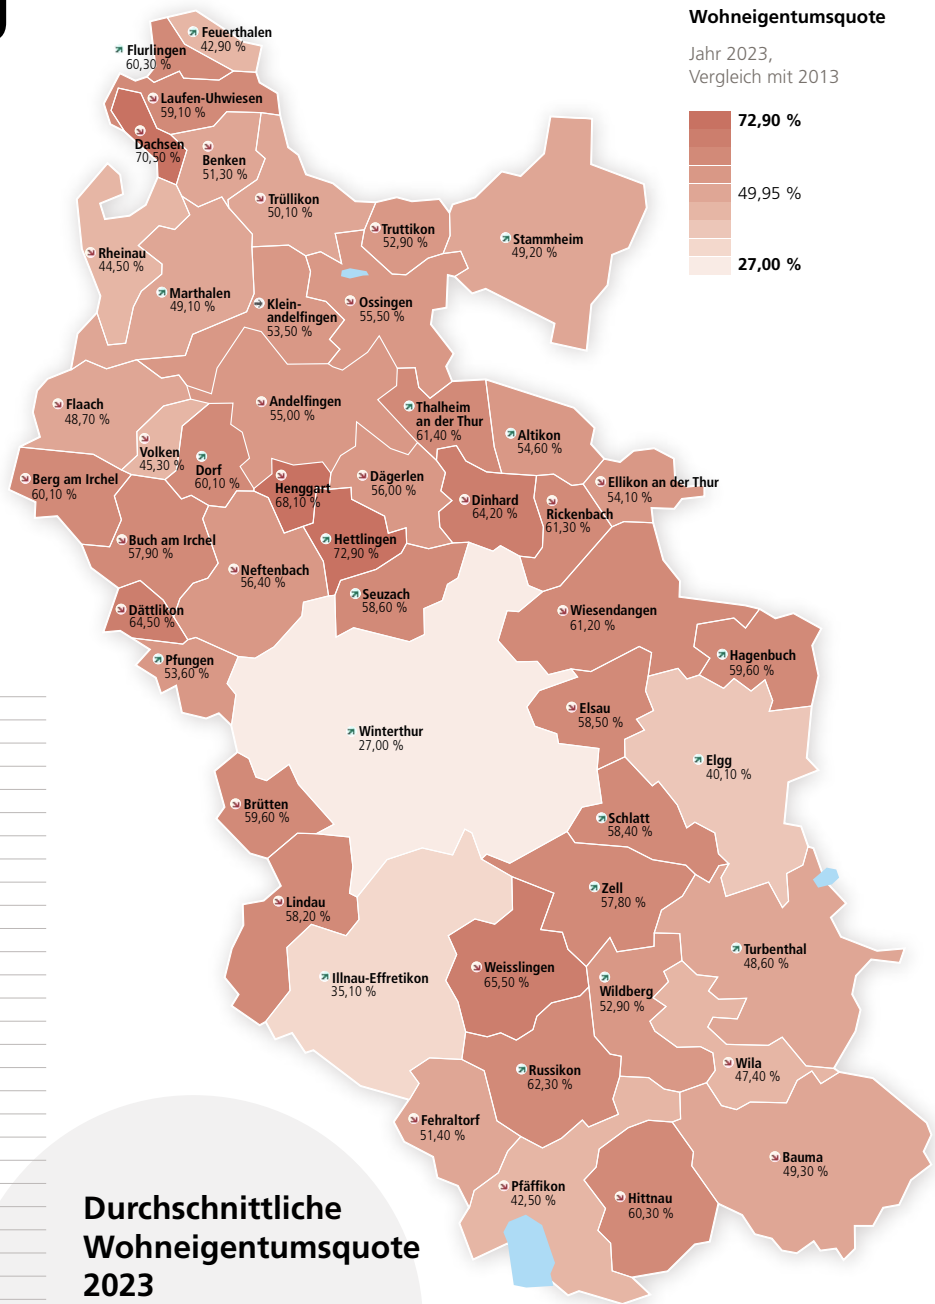 Wohneigentumsquote
Jahr 2023,
Vergleich mit 2013
72,90 %
49,95 %
27,00 %
Feuerthalen
42,90 %
Flurlingen
60,30 %
Laufen-Uhwiesen
59,10 %
Dachsen
70,50 %
Benken
51,30 %
Trüllikon
50,10 %
Truttikon
52,90 %
Stammheim
49,20 %
Rheinau
44,50 %
Marthalen
49,10 %
Klein-
andelfingen
53,50 %
Ossingen
55,50 %
Flaach
48,70 %
Andelfingen
55,00 %
Thalheim
an der Thur
61,40 %
Altikon
54,60 %
Volken
45,30 %
Dorf
60,10 %
Berg am Irchel
60,10 %
Henggart
68,10 %
Dägerlen
56,00 %
Dinhard
64,20 %
Rickenbach
61,30 %
Ellikon an der Thur
54,10 %
Buch am Irchel
57,90 %
Hettlingen
72,90 %
Neftenbach
56,40 %
Seuzach
58,60 %
Dättlikon
64,50 %
Wiesendangen
61,20 %
Pfungen
53,60 %
Hagenbuch
59,60 %
Elsau
58,50 %
Winterthur
27,00 %
Elgg
40,10 %
Brütten
59,60 %
Schlatt
58,40 %
Lindau
58,20 %
Zell
57,80 %
Turbenthal
48,60 %
Illnau-Effretikon
35,10 %
Weisslingen
65,50 %
Wildberg
52,90 %
Russikon
62,30 %
Wila
47,40 %
Fehraltorf
51,40 %
Bauma
49,30 %
Pfäffikon
42,50 %
Hittnau
60,30 %
Durchschnittliche
Wohneigentumsquote
2023